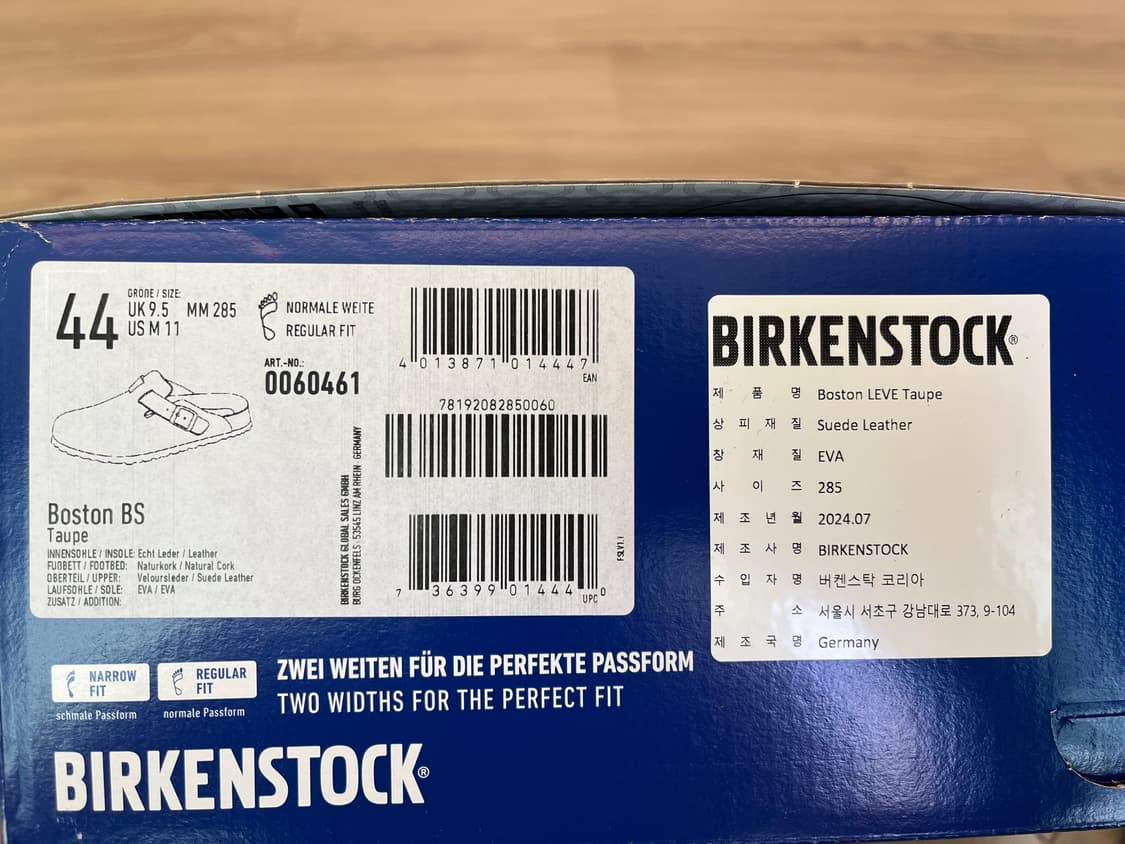 44
GRÖßE / SIZE:
UK 9.5 MM 285
US M 11
NORMALE WEITE
REGULAR FIT
ART.-NO.:
0060461
4 013871 014447
EAN
78192082850060
BIRKENSTOCK GLOBAL SALES GMBH
BURG OCKENFELS · 53545 LINZ AM RHEIN · GERMANY
7 36399 01444 0
UPC
FSLV1.1
Boston BS
Taupe
INNENSOHLE / INSOLE: Echt Leder / Leather
FUßBETT / FOOTBED: Naturkork / Natural Cork
OBERTEIL / UPPER: Veloursleder / Suede Leather
LAUFSOHLE / SOLE: EVA / EVA
ZUSATZ / ADDITION:
BIRKENSTOCK®
제 품 명 Boston LEVE Taupe
상 피 재 질 Suede Leather
창 재 질 EVA
사 이 즈 285
제 조 년 월 2024.07
제 조 사 명 BIRKENSTOCK
수 입 자 명 버켄스탁 코리아
주 소 서울시 서초구 강남대로 373, 9-104
제 조 국 명 Germany
NARROW FIT
schmale Passform
REGULAR FIT
normale Passform
ZWEI WEITEN FÜR DIE PERFEKTE PASSFORM
TWO WIDTHS FOR THE PERFECT FIT
BIRKENSTOCK®